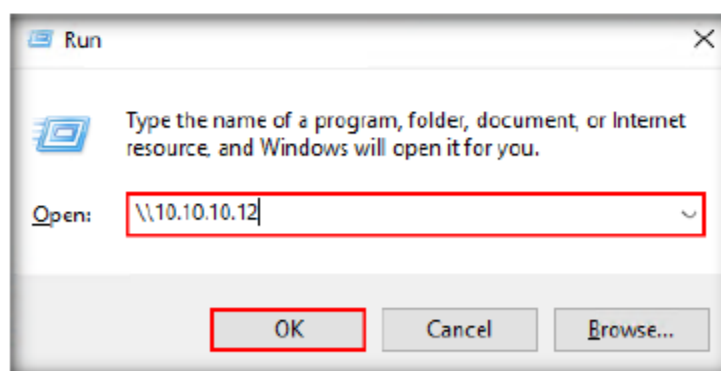 Run
Type the name of a program, folder, document, or Internet
resource, and Windows will open it for you.
Open: \\10.10.10.12
OK Cancel Browse...